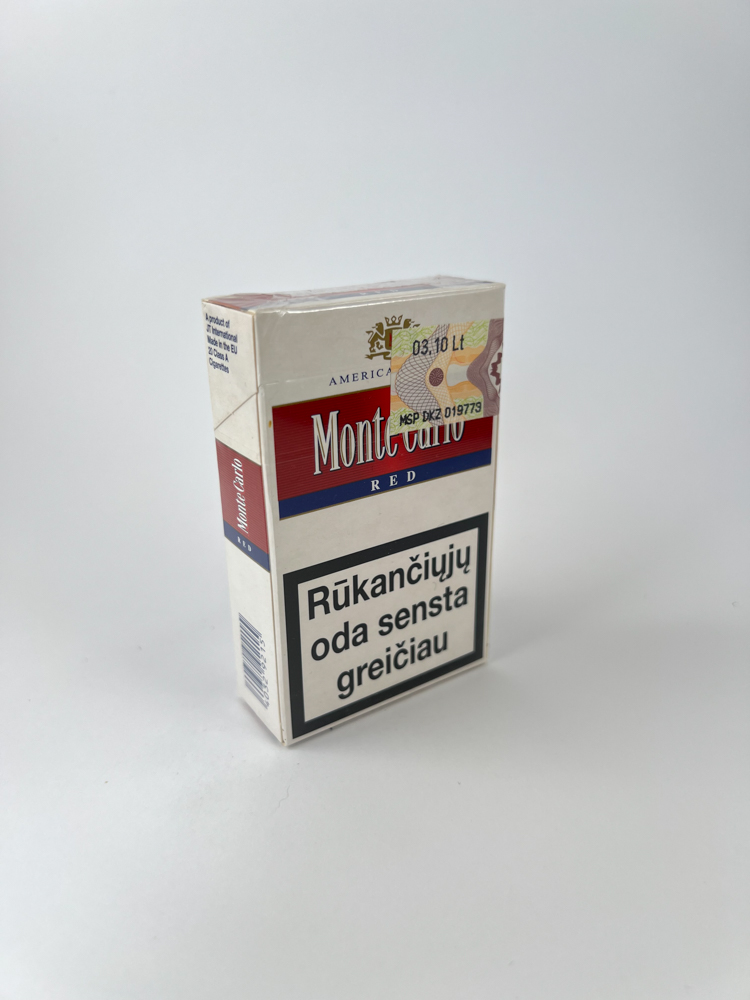 A product of
JT International
Made in the EU
20 Class A
Cigarettes
03,10 Lt
MSP DKZ 019773
Monte Carlo
RED
Monte Carlo
RED
Rūkančiųjų
oda sensta
greičiau